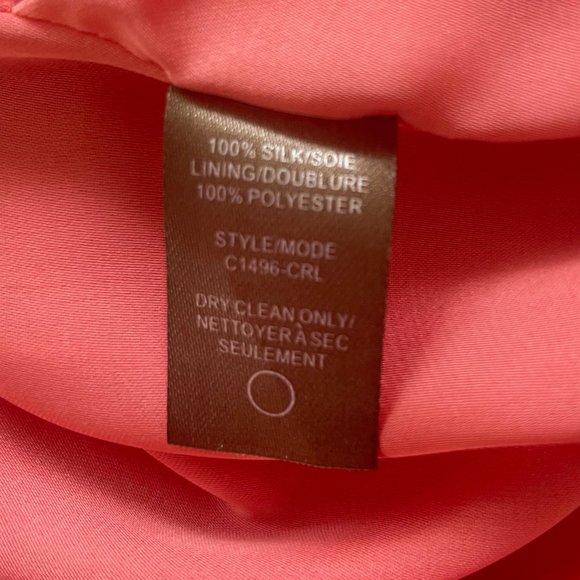 100% SILK/SOIE
LINING/DOUBLURE
100% POLYESTER
STYLE/MODE
C1496-CRL
DRY CLEAN ONLY/
NETTOYER À SEC
SEULEMENT